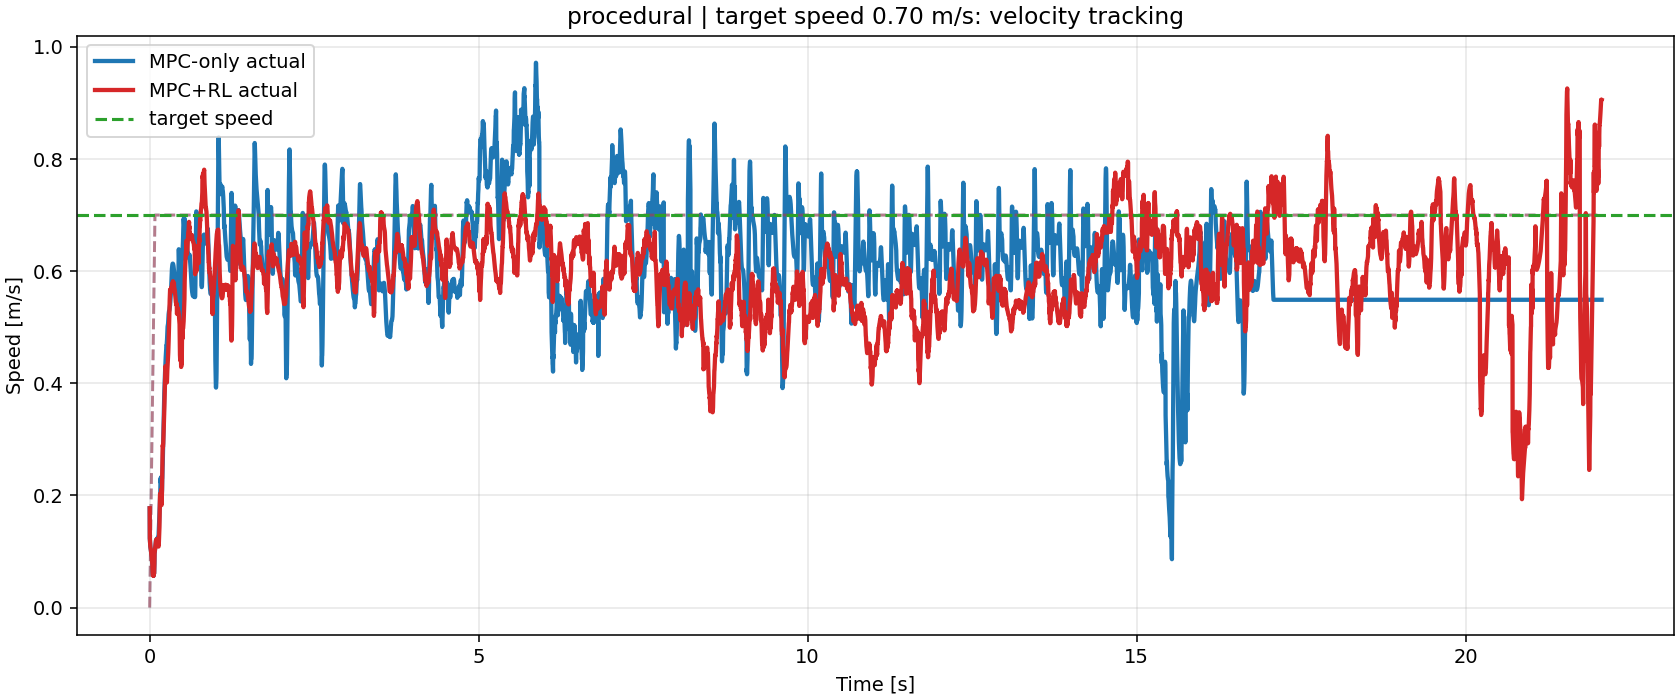 procedural | target speed 0.70 m/s: velocity tracking
MPC-only actual
MPC+RL actual
target speed
Speed [m/s]
1.0
0.8
0.6
0.4
0.2
0.0
0
5
10
15
20
Time [s]